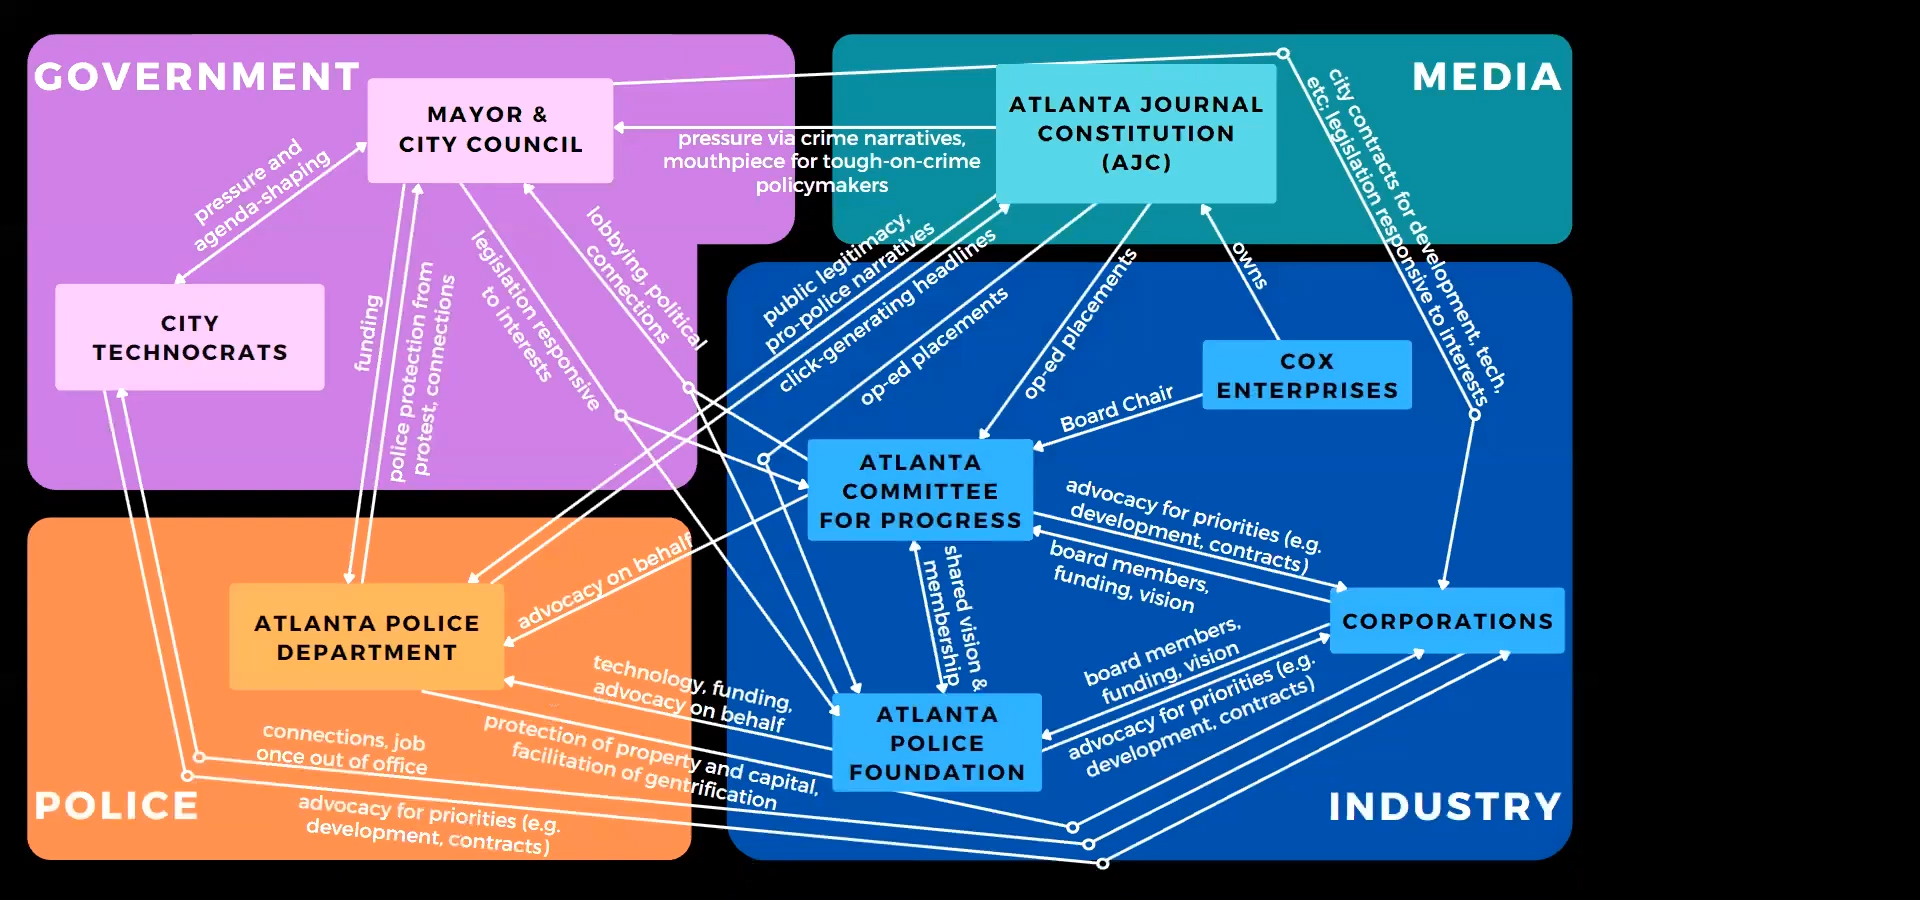 GOVERNMENT
MAYOR &
CITY COUNCIL
pressure and
agenda-shaping
CITY
TECHNOCRATS
funding
police protection from
protest, connections
legislation responsive
to interests
lobbying, political
connections
MEDIA
ATLANTA JOURNAL
CONSTITUTION
(AJC)
pressure via crime narratives,
mouthpiece for tough-on-crime
policymakers
public legitimacy,
pro-police narratives
click-generating headlines
op-ed placements
op-ed placements
owns
city contracts for development, tech,
etc; legislation responsive to interests
COX
ENTERPRISES
Board Chair
ATLANTA
COMMITTEE
FOR PROGRESS
advocacy for priorities (e.g.
development, contracts)
board members,
funding, vision
shared vision &
membership
CORPORATIONS
board members,
funding, vision
advocacy for priorities (e.g.
development, contracts)
ATLANTA
POLICE
FOUNDATION
INDUSTRY
advocacy on behalf
ATLANTA POLICE
DEPARTMENT
technology, funding,
advocacy on behalf
protection of property and capital,
facilitation of gentrification
connections, job
once out of office
advocacy for priorities (e.g.
development, contracts)
POLICE